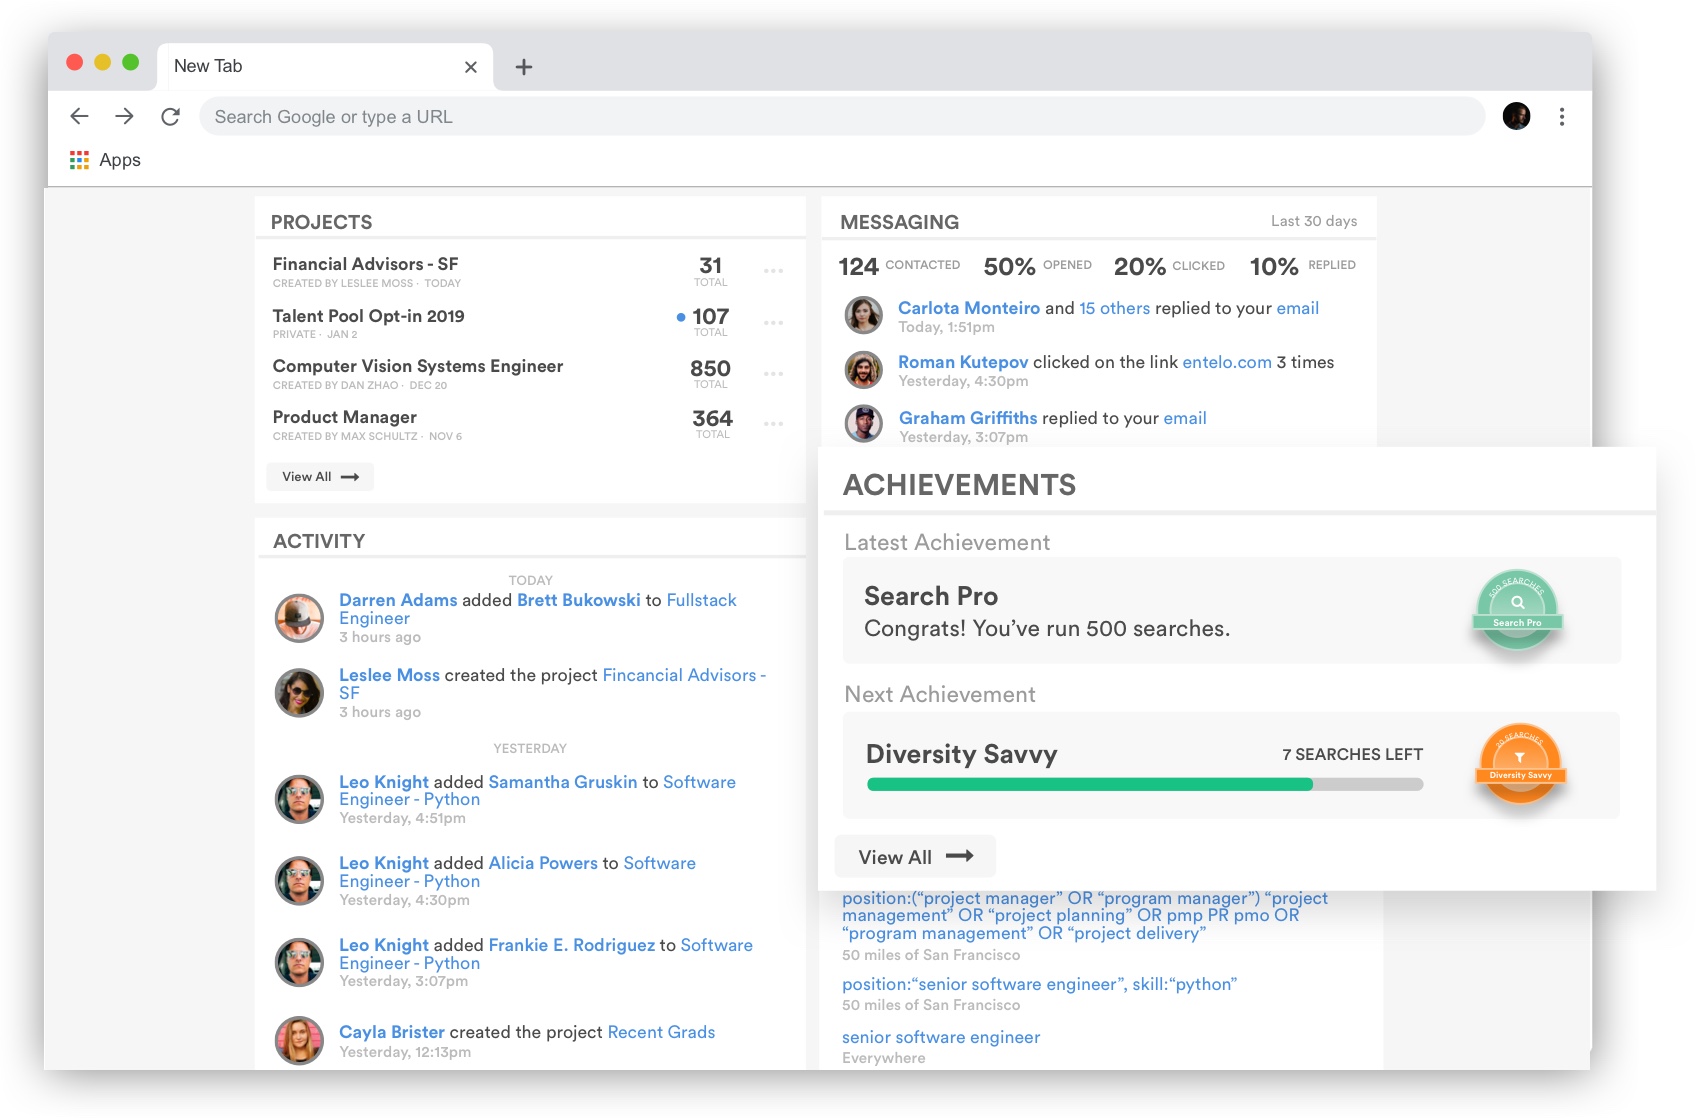 New Tab
Search Google or type a URL
Apps
PROJECTS
Financial Advisors - SF
CREATED BY LESLEE MOSS · TODAY
31
TOTAL
Talent Pool Opt-in 2019
PRIVATE · JAN 2
107
TOTAL
Computer Vision Systems Engineer
CREATED BY DAN ZHAO · DEC 20
850
TOTAL
Product Manager
CREATED BY MAX SCHULTZ · NOV 6
364
TOTAL
View All
MESSAGING
Last 30 days
124 CONTACTED 50% OPENED 20% CLICKED 10% REPLIED
Carlota Monteiro and 15 others replied to your email
Today, 1:51pm
Roman Kutepov clicked on the link entelo.com 3 times
Yesterday, 4:30pm
Graham Griffiths replied to your email
Yesterday, 3:07pm
ACHIEVEMENTS
Latest Achievement
Search Pro
Congrats! You’ve run 500 searches.
500 SEARCHES
Search Pro
Next Achievement
Diversity Savvy
7 SEARCHES LEFT
20 SEARCHES
Diversity Savvy
View All
ACTIVITY
TODAY
Darren Adams added Brett Bukowski to Fullstack
Engineer
3 hours ago
Leslee Moss created the project Fincancial Advisors -
SF
3 hours ago
YESTERDAY
Leo Knight added Samantha Gruskin to Software
Engineer - Python
Yesterday, 4:51pm
Leo Knight added Alicia Powers to Software
Engineer - Python
Yesterday, 4:30pm
Leo Knight added Frankie E. Rodriguez to Software
Engineer - Python
Yesterday, 3:07pm
Cayla Brister created the project Recent Grads
Yesterday, 12:13pm
position:(“project manager” OR “program manager”) “project
management” OR “project planning” OR pmp PR pmo OR
“program management” OR “project delivery”
50 miles of San Francisco
position:“senior software engineer”, skill:“python”
50 miles of San Francisco
senior software engineer
Everywhere